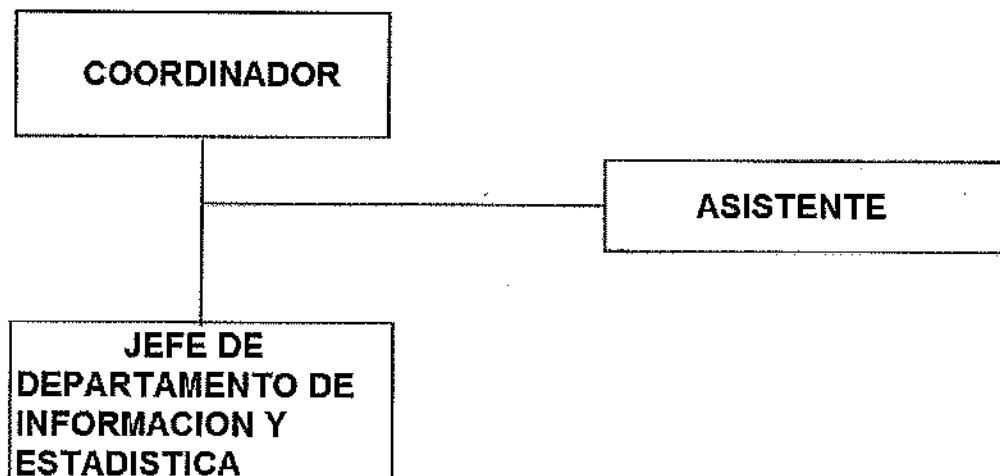 COORDINADOR
ASISTENTE
JEFE DE
DEPARTAMENTO DE
INFORMACION Y
ESTADISTICA